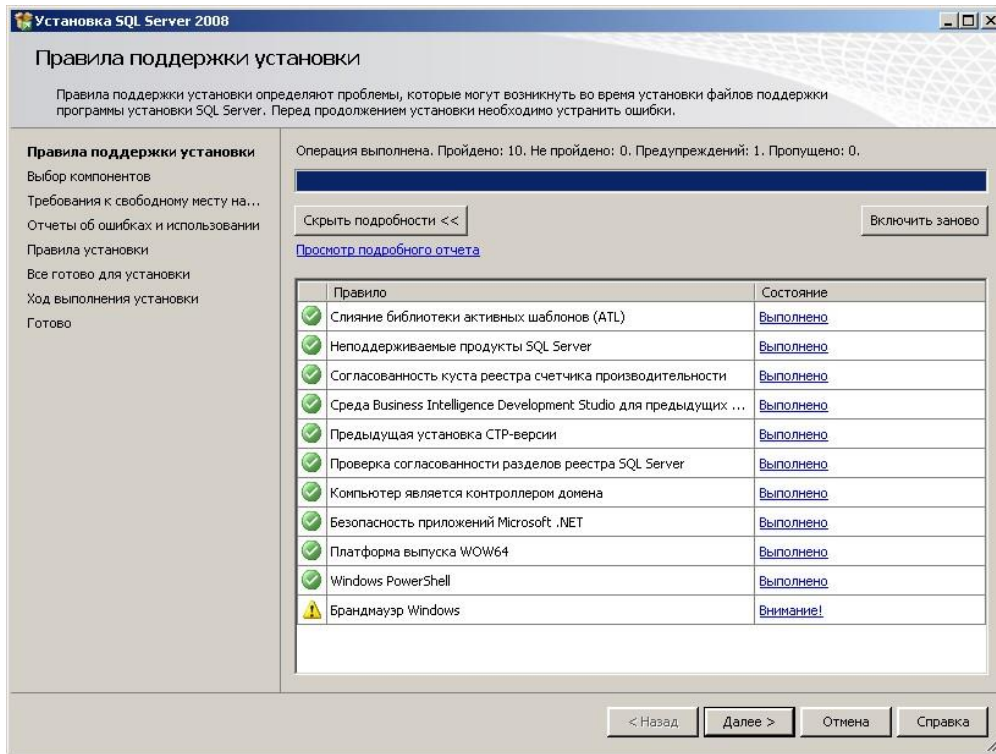 Установка SQL Server 2008
Правила поддержки установки
Правила поддержки установки определяют проблемы, которые могут возникнуть во время установки файлов поддержки
программы установки SQL Server. Перед продолжением установки необходимо устранить ошибки.
Правила поддержки установки
Выбор компонентов
Требования к свободному месту на...
Отчеты об ошибках и использовании
Правила установки
Все готово для установки
Ход выполнения установки
Готово
Операция выполнена. Пройдено: 10. Не пройдено: 0. Предупреждений: 1. Пропущено: 0.
Скрыть подробности << Включить заново
Просмотр подробного отчета
Правило Состояние
Слияние библиотеки активных шаблонов (ATL) Выполнено
Неподдерживаемые продукты SQL Server Выполнено
Согласованность куста реестра счетчика производительности Выполнено
Среда Business Intelligence Development Studio для предыдущих ... Выполнено
Предыдущая установка CTP-версии Выполнено
Проверка согласованности разделов реестра SQL Server Выполнено
Компьютер является контроллером домена Выполнено
Безопасность приложений Microsoft .NET Выполнено
Платформа выпуска WOW64 Выполнено
Windows PowerShell Выполнено
Брандмауэр Windows Внимание!
< Назад Далее > Отмена Справка